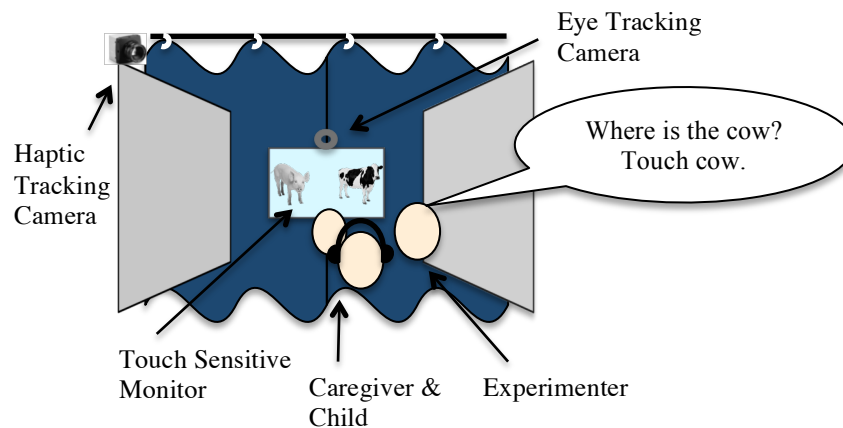 Eye Tracking
Camera
Where is the cow?
Touch cow.
Haptic
Tracking
Camera
Touch Sensitive
Monitor
Caregiver &
Child
Experimenter